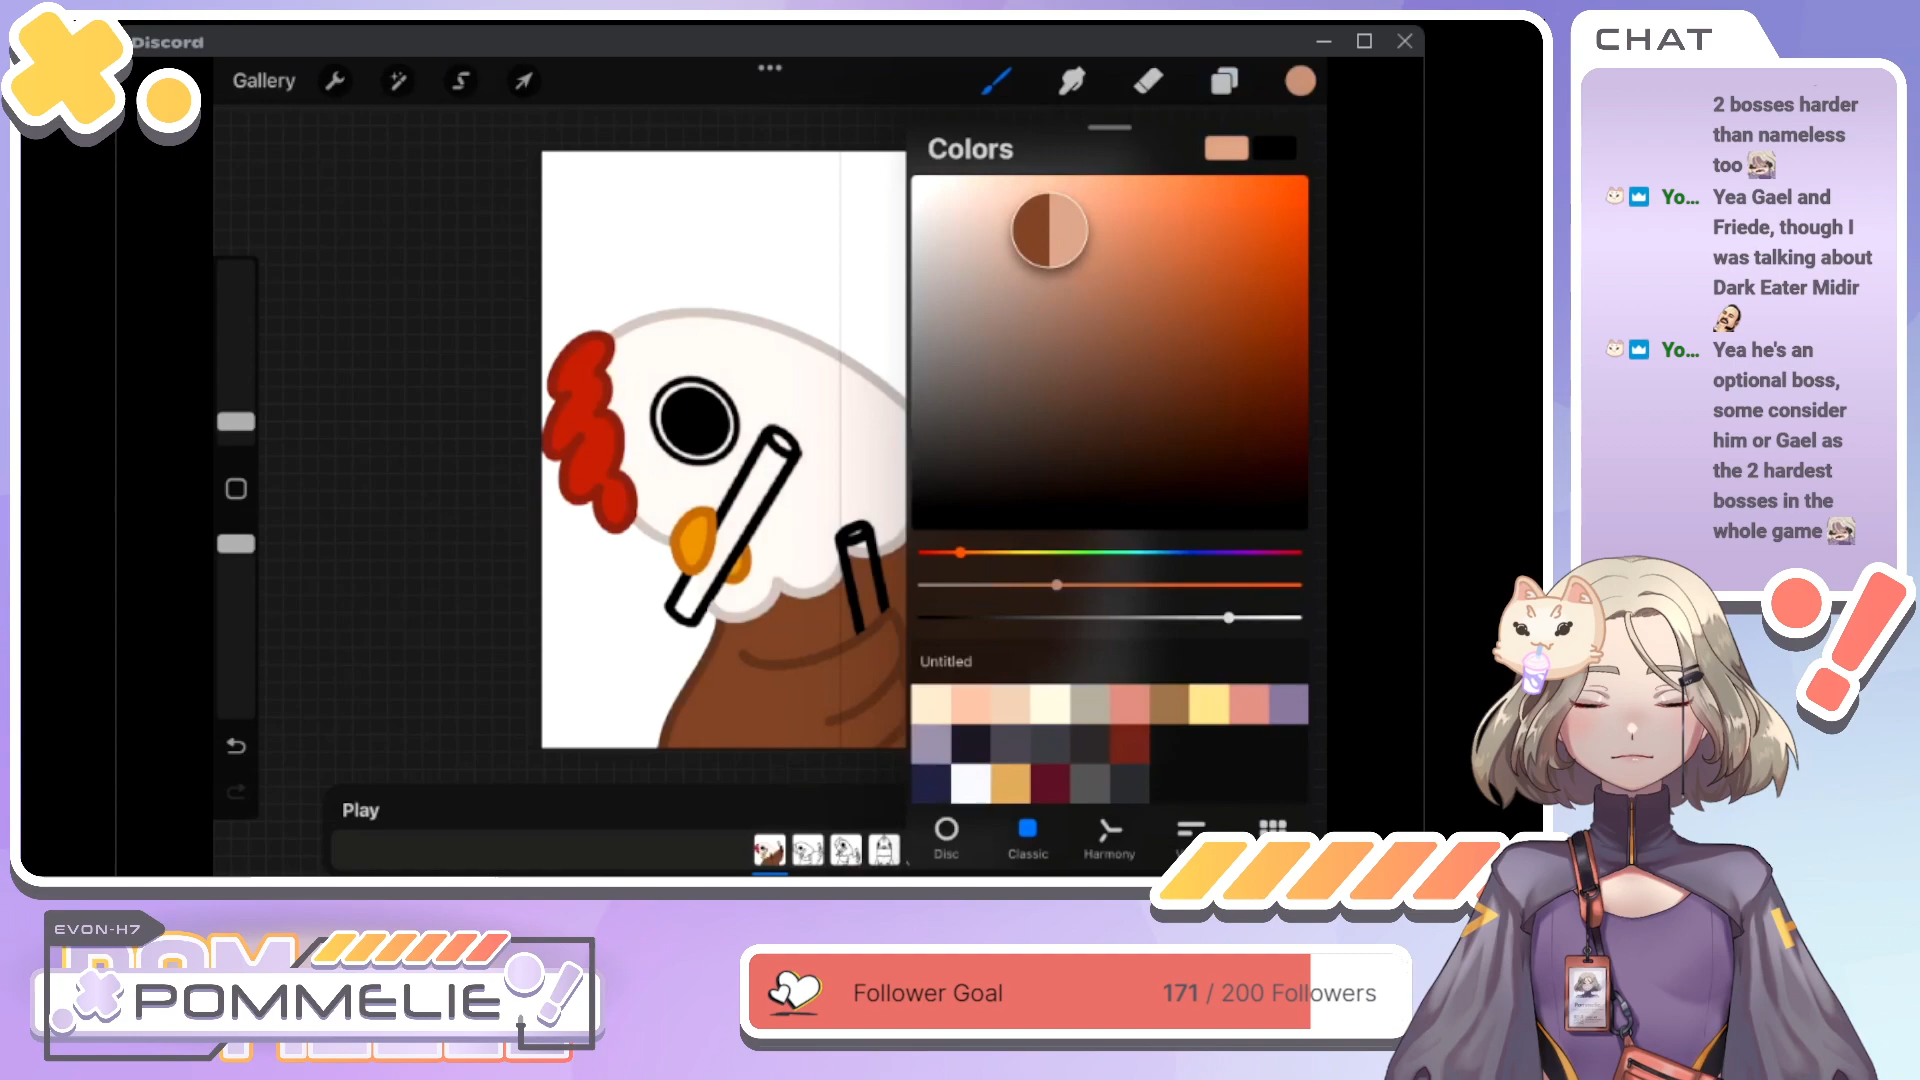 Discord
CHAT
Gallery
Colors
2 bosses harder
than nameless
too
Yo... Yea Gael and
Friede, though I
was talking about
Dark Eater Midir
Yo... Yea he's an
optional boss,
some consider
him or Gael as
the 2 hardest
bosses in the
whole game
Untitled
Play
Disc
Classic
Harmony
EVON-H7
POMMELIE
Follower Goal
171 / 200 Followers